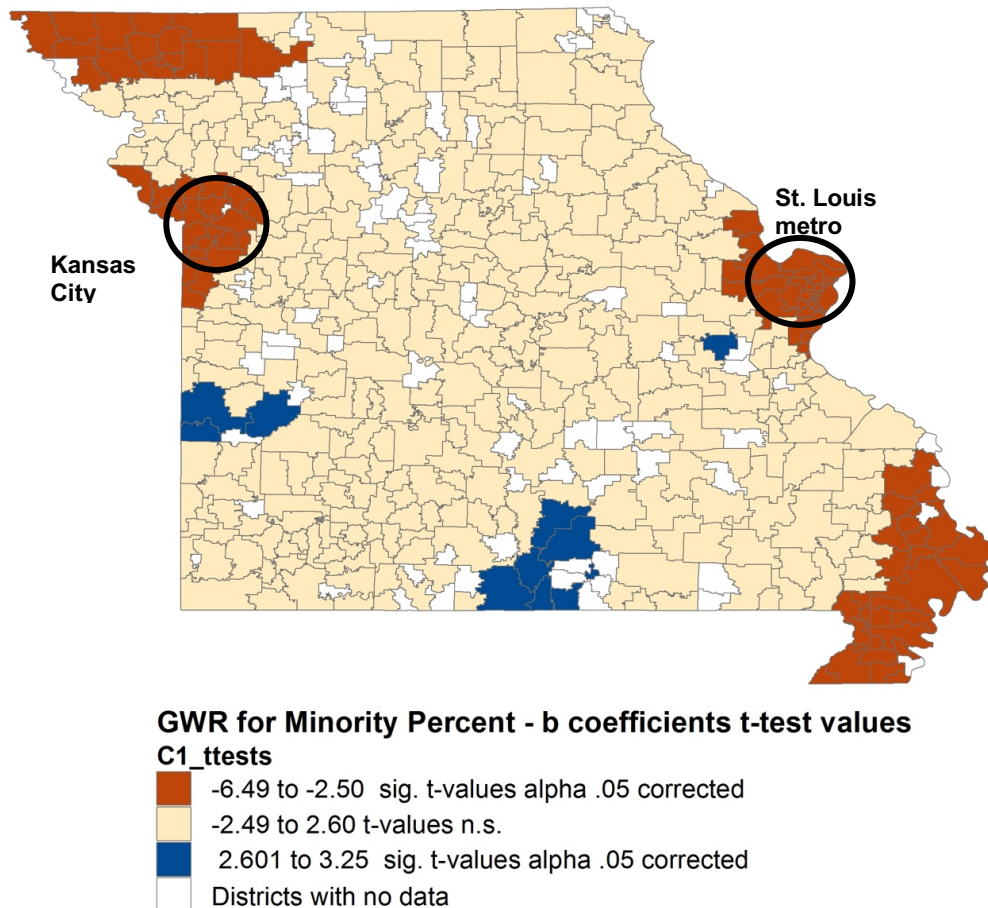 St. Louis
metro
Kansas
City
GWR for Minority Percent - b coefficients t-test values
C1_ttests
-6.49 to -2.50 sig. t-values alpha .05 corrected
-2.49 to 2.60 t-values n.s.
2.601 to 3.25 sig. t-values alpha .05 corrected
Districts with no data